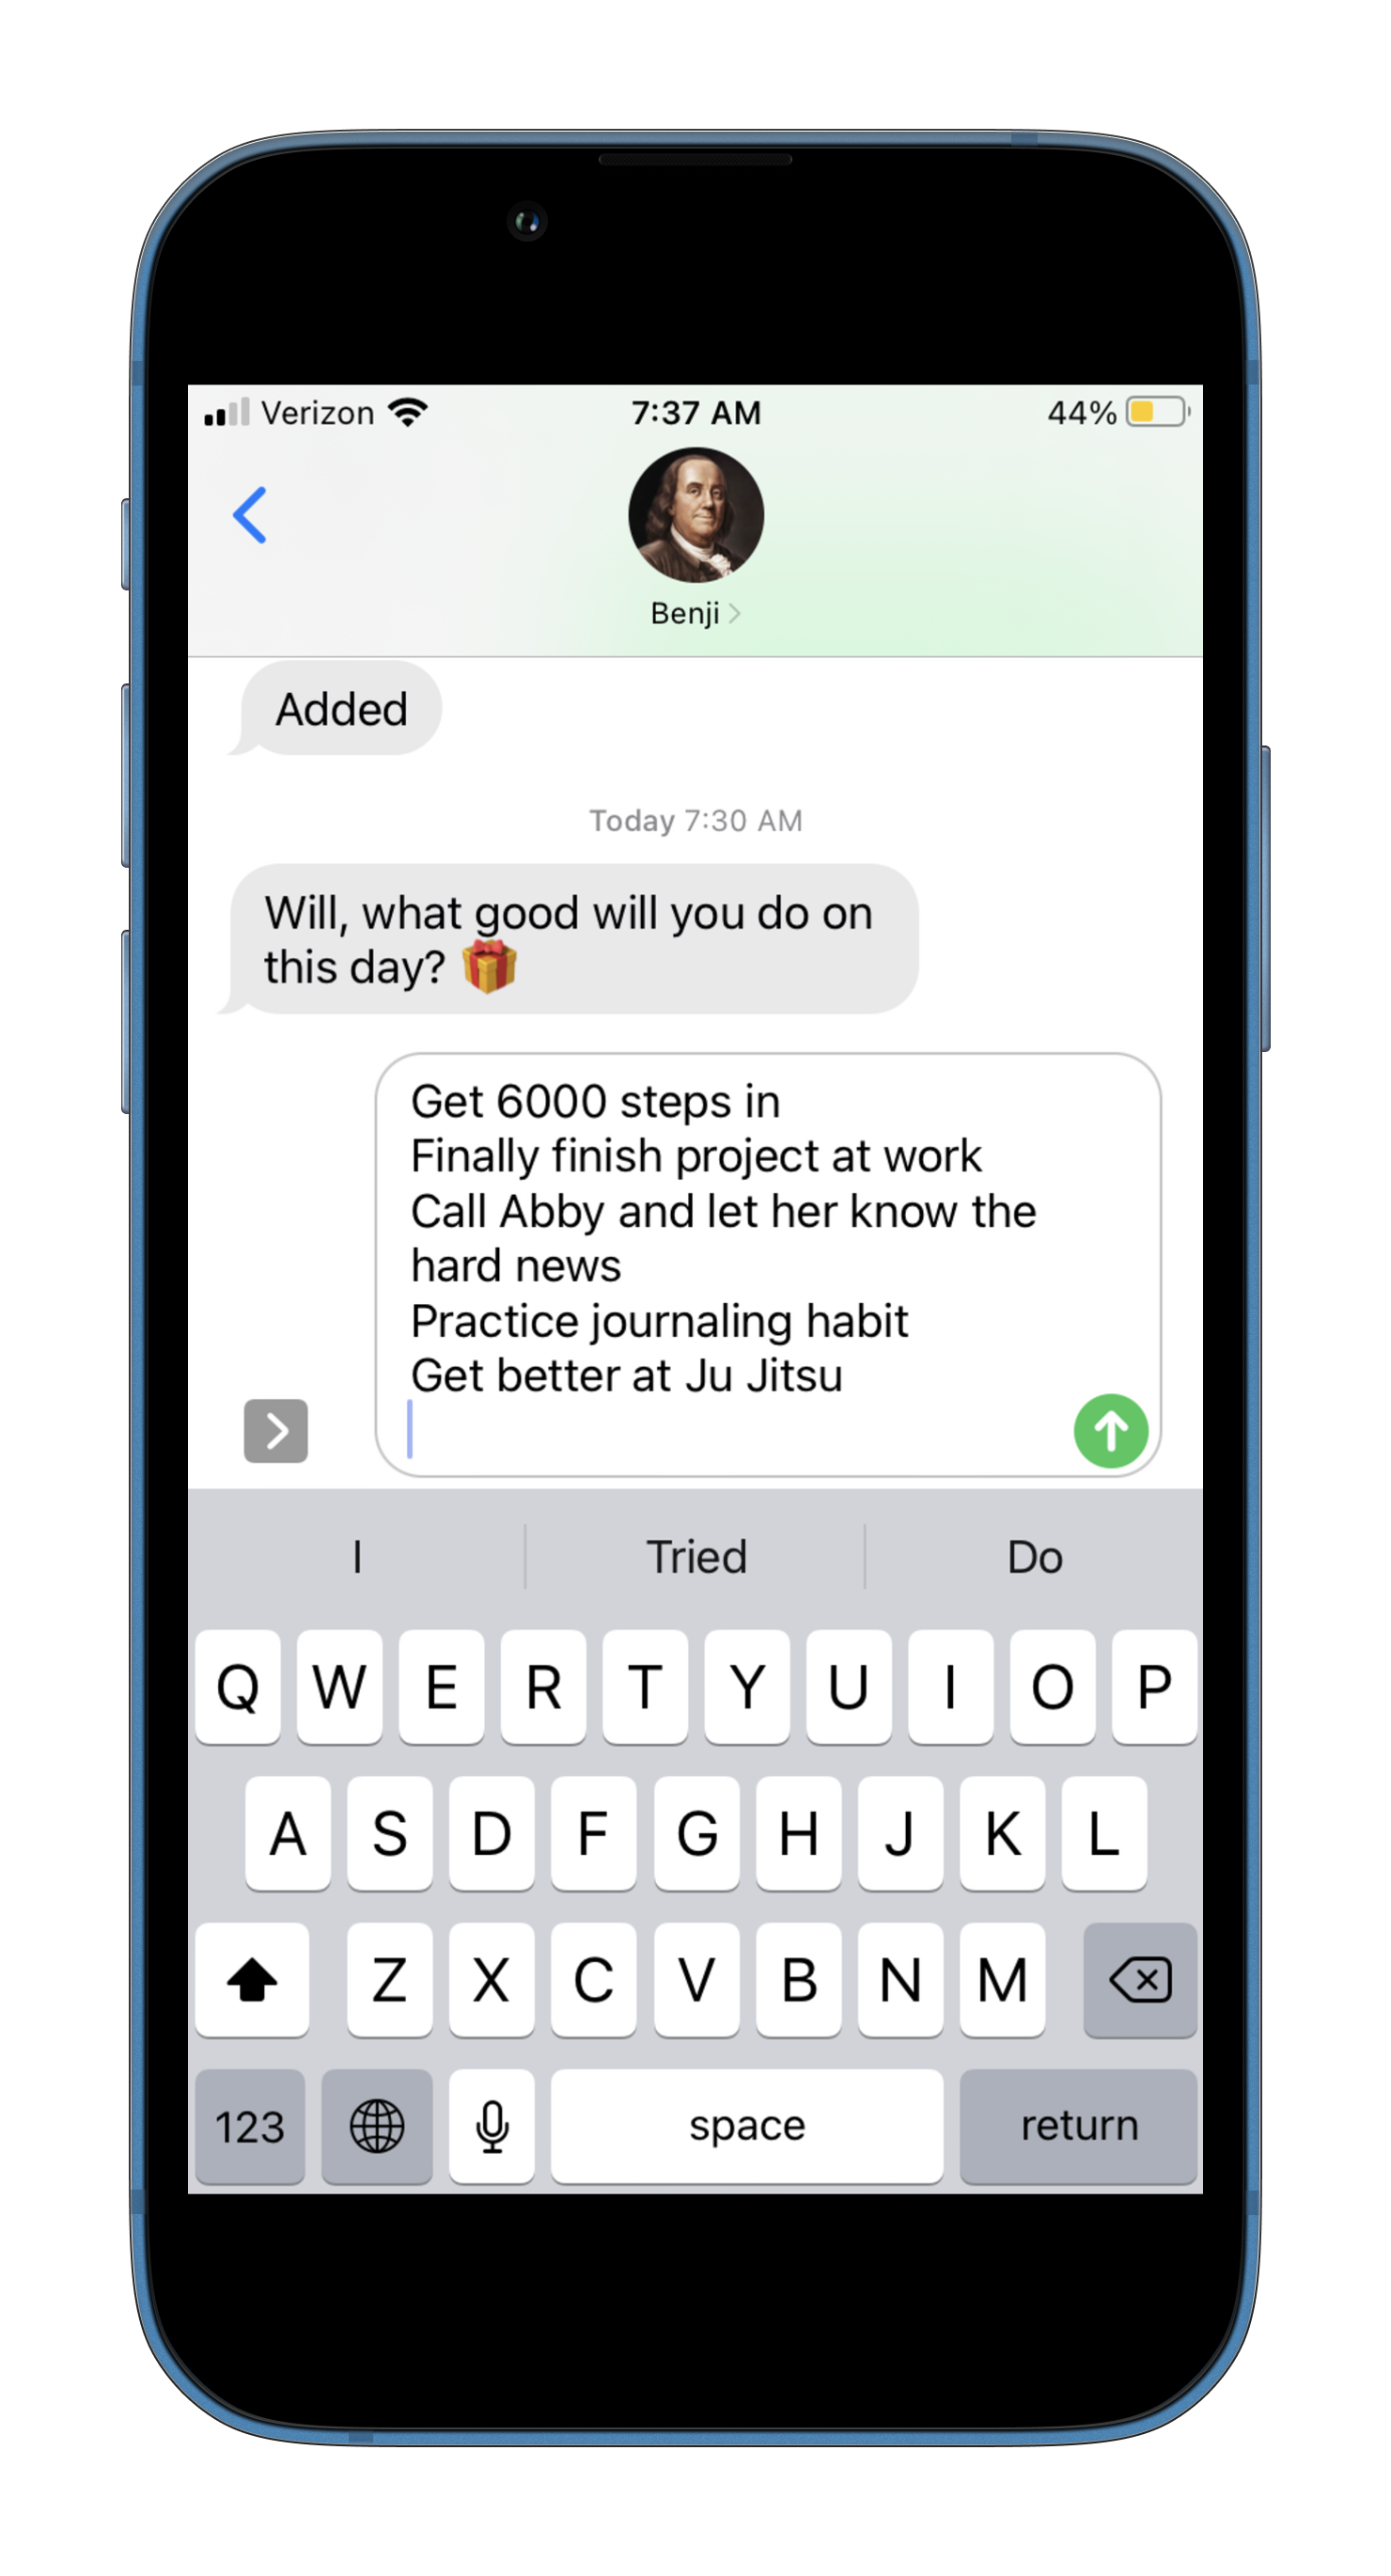 Verizon 7:37 AM 44%
Benji
Added
Today 7:30 AM
Will, what good will you do on
this day?
Get 6000 steps in
Finally finish project at work
Call Abby and let her know the
hard news
Practice journaling habit
Get better at Ju Jitsu
I Tried Do
Q W E R T Y U I O P
A S D F G H J K L
Z X C V B N M
123 space return